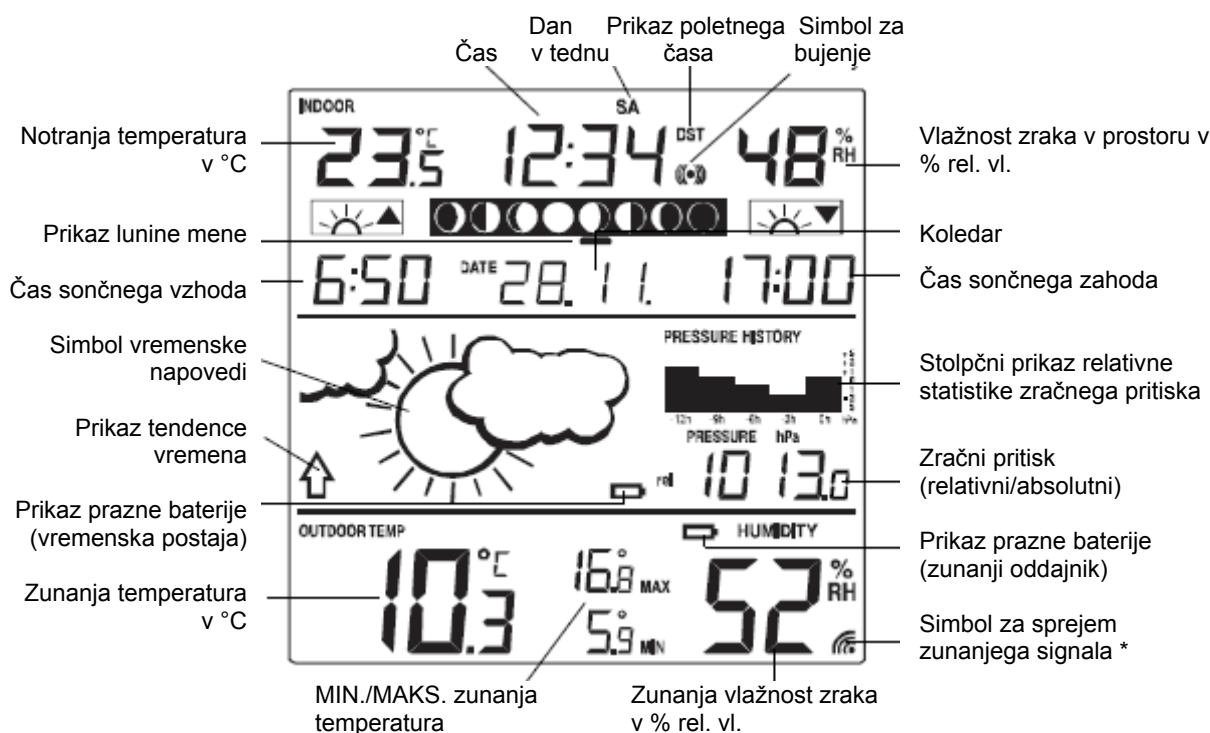 Čas
Dan
v tednu
Prikaz poletnega
časa
Simbol za
bujenje
Notranja temperatura
v °C
Prikaz lunine mene
Čas sončnega vzhoda
Simbol vremenske
napovedi
Prikaz tendence
vremena
Prikaz prazne baterije
(vremenska postaja)
Zunanja temperatura
v °C
INDOOR
23.5 °C
SA
12:34
DST
48 % RH
6:50
DATE 28. 11.
17:00
PRESSURE HISTORY
-12h -9h -6h -3h 0h hPa
PRESSURE hPa
rel 1013.0
OUTDOOR TEMP
10.3 °C
16.8° MAX
5.9° MIN
HUMIDITY
52 % RH
Vlažnost zraka v prostoru v
% rel. vl.
Koledar
Čas sončnega zahoda
Stolpčni prikaz relativne
statistike zračnega pritiska
Zračni pritisk
(relativni/absolutni)
Prikaz prazne baterije
(zunanji oddajnik)
Simbol za sprejem
zunanjega signala *
MIN./MAKS. zunanja
temperatura
Zunanja vlažnost zraka
v % rel. vl.